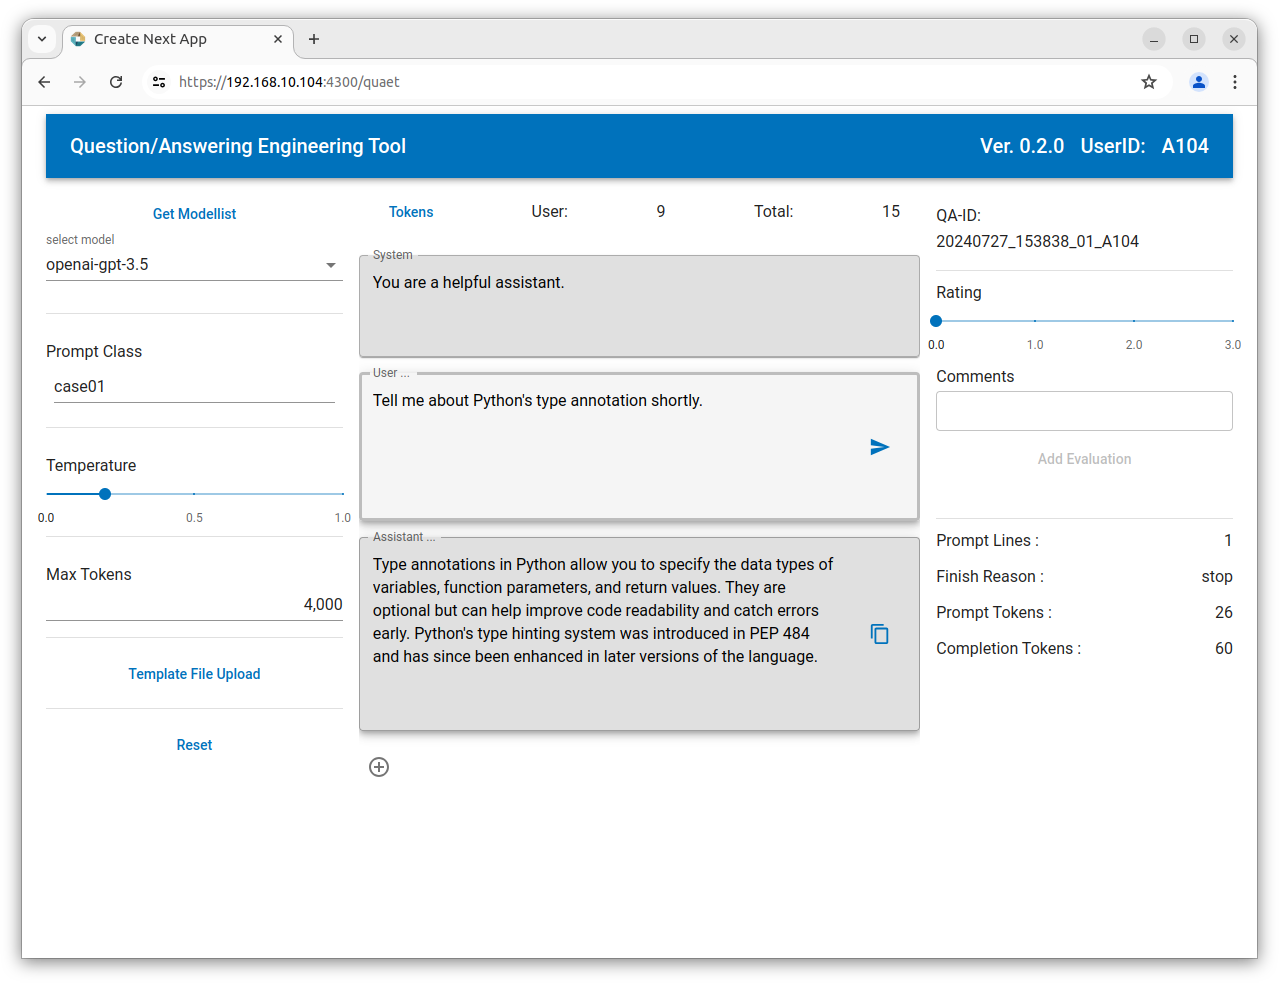 Create Next App
https://192.168.10.104:4300/quaet
Question/Answering Engineering Tool
Ver. 0.2.0 UserID: A104
Get Modellist
select model
openai-gpt-3.5
Prompt Class
case01
Temperature
0.0 0.5 1.0
Max Tokens
4,000
Template File Upload
Reset
Tokens User: 9 Total: 15
System
You are a helpful assistant.
User ...
Tell me about Python's type annotation shortly.
Assistant ...
Type annotations in Python allow you to specify the data types of
variables, function parameters, and return values. They are
optional but can help improve code readability and catch errors
early. Python's type hinting system was introduced in PEP 484
and has since been enhanced in later versions of the language.
QA-ID:
20240727_153838_01_A104
Rating
0.0 1.0 2.0 3.0
Comments
Add Evaluation
Prompt Lines : 1
Finish Reason : stop
Prompt Tokens : 26
Completion Tokens : 60